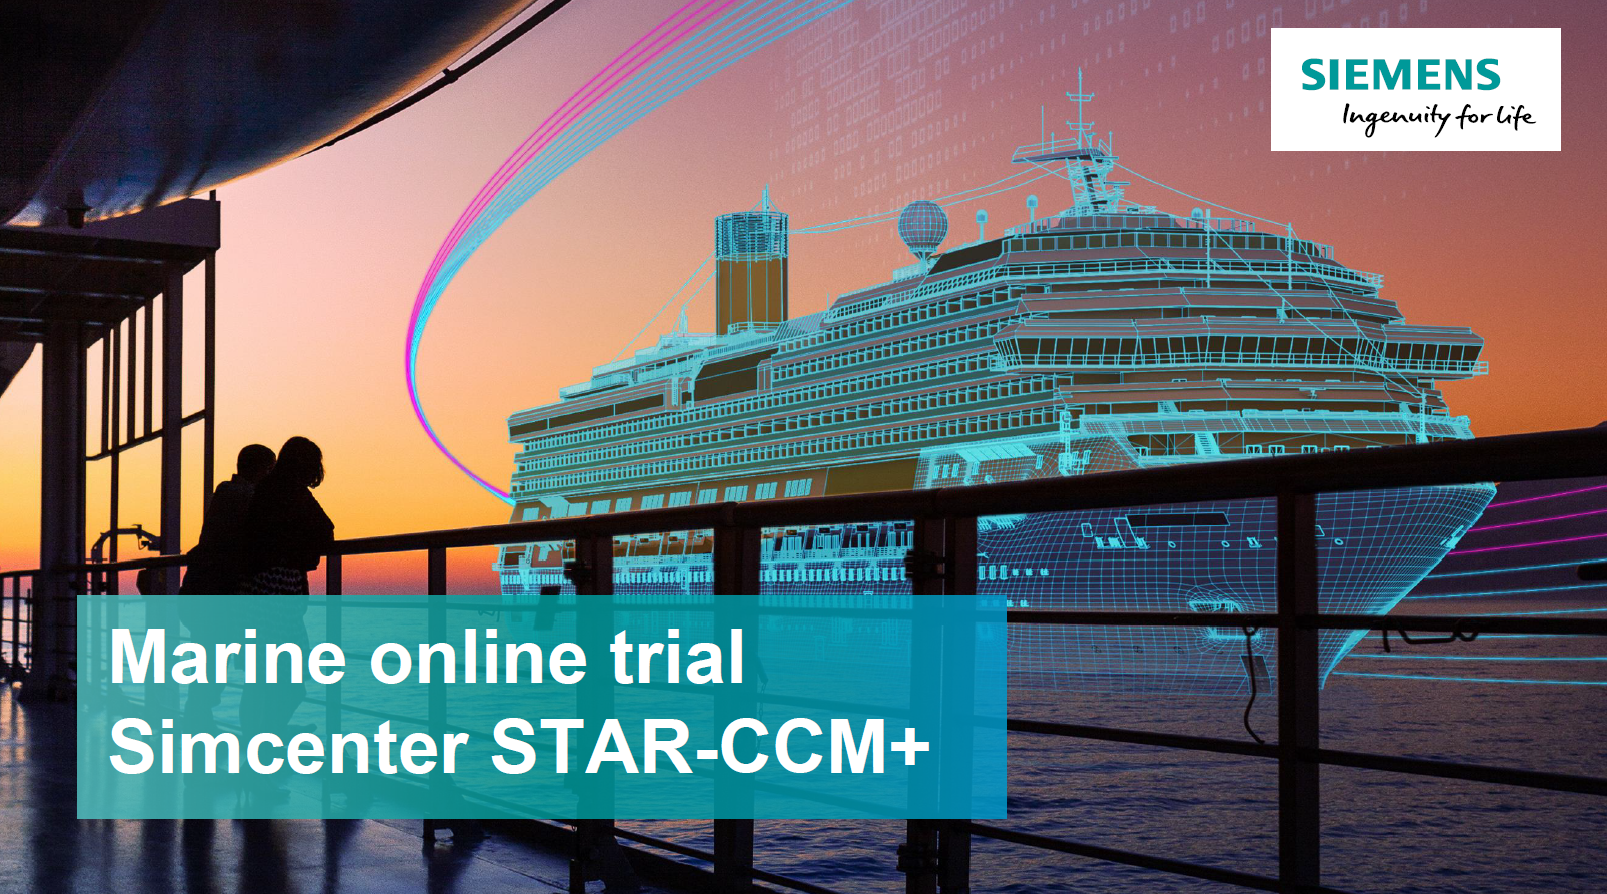 SIEMENS
Ingenuity for life
Marine online trial
Simcenter STAR-CCM+